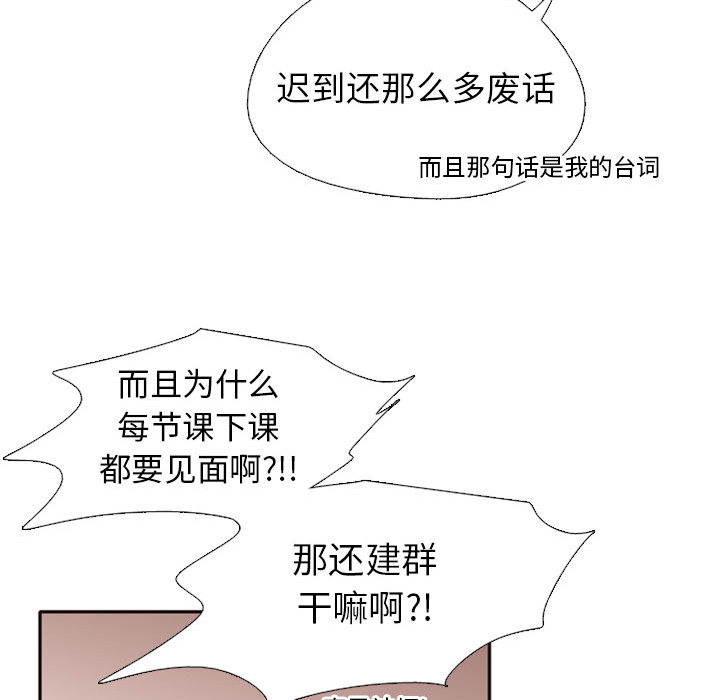 迟到还那么多废话
而且那句话是我的台词
而且为什么
每节课下课
都要见面啊?!!
那还建群
干嘛啊?!